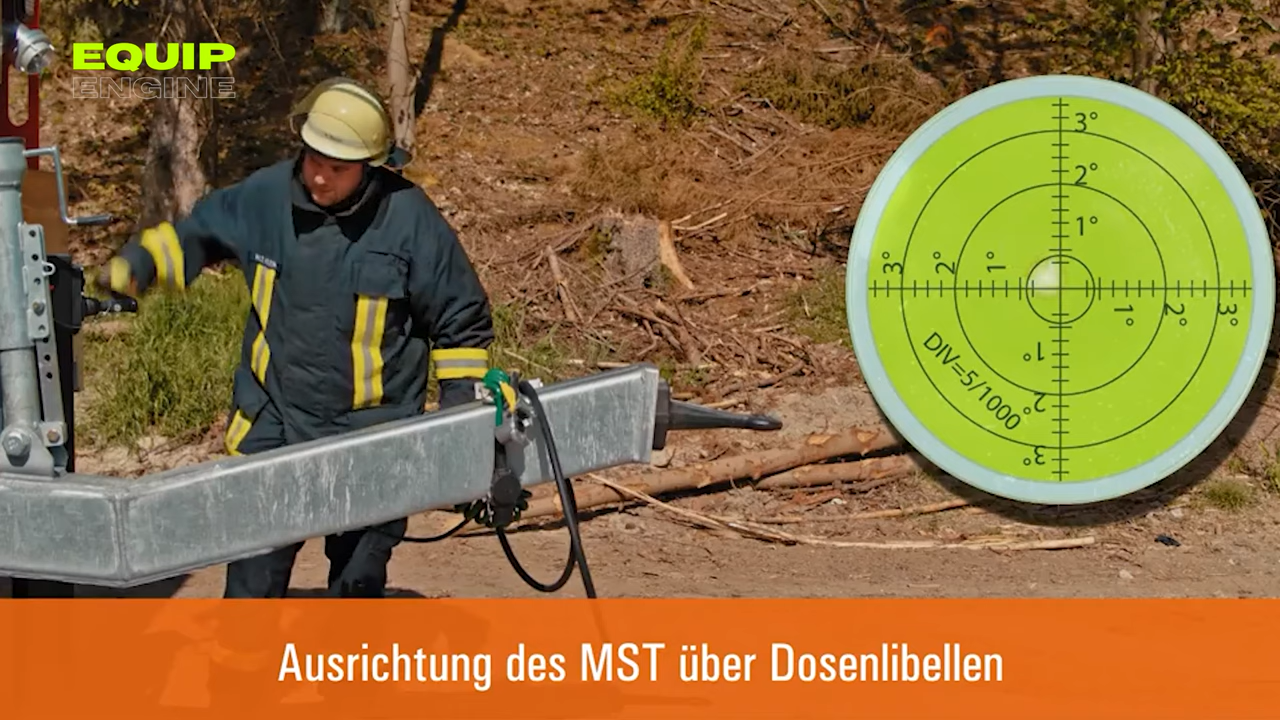 EQUIP
ENGINE
3°
2°
1°
3° 2° 1° 1° 2° 3°
1°
2°
3°
DIV=5/1000
Ausrichtung des MST über Dosenlibellen